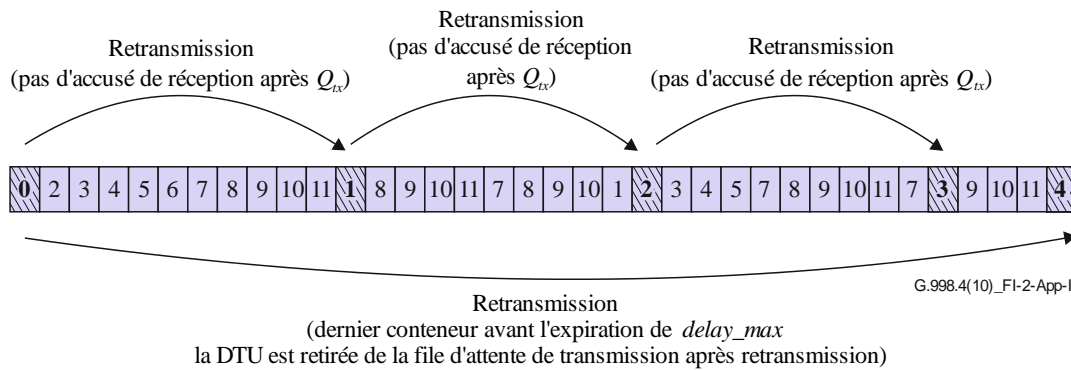 Retransmission
(pas d'accusé de réception après Qtx)
Retransmission
(pas d'accusé de réception
après Qtx)
Retransmission
(pas d'accusé de réception après Qtx)
0 2 3 4 5 6 7 8 9 10 11 1 8 9 10 11 7 8 9 10 1 2 3 4 5 7 8 9 10 11 7 3 9 10 11 4
G.998.4(10)_FI-2-App-I
Retransmission
(dernier conteneur avant l'expiration de delay_max
la DTU est retirée de la file d'attente de transmission après retransmission)